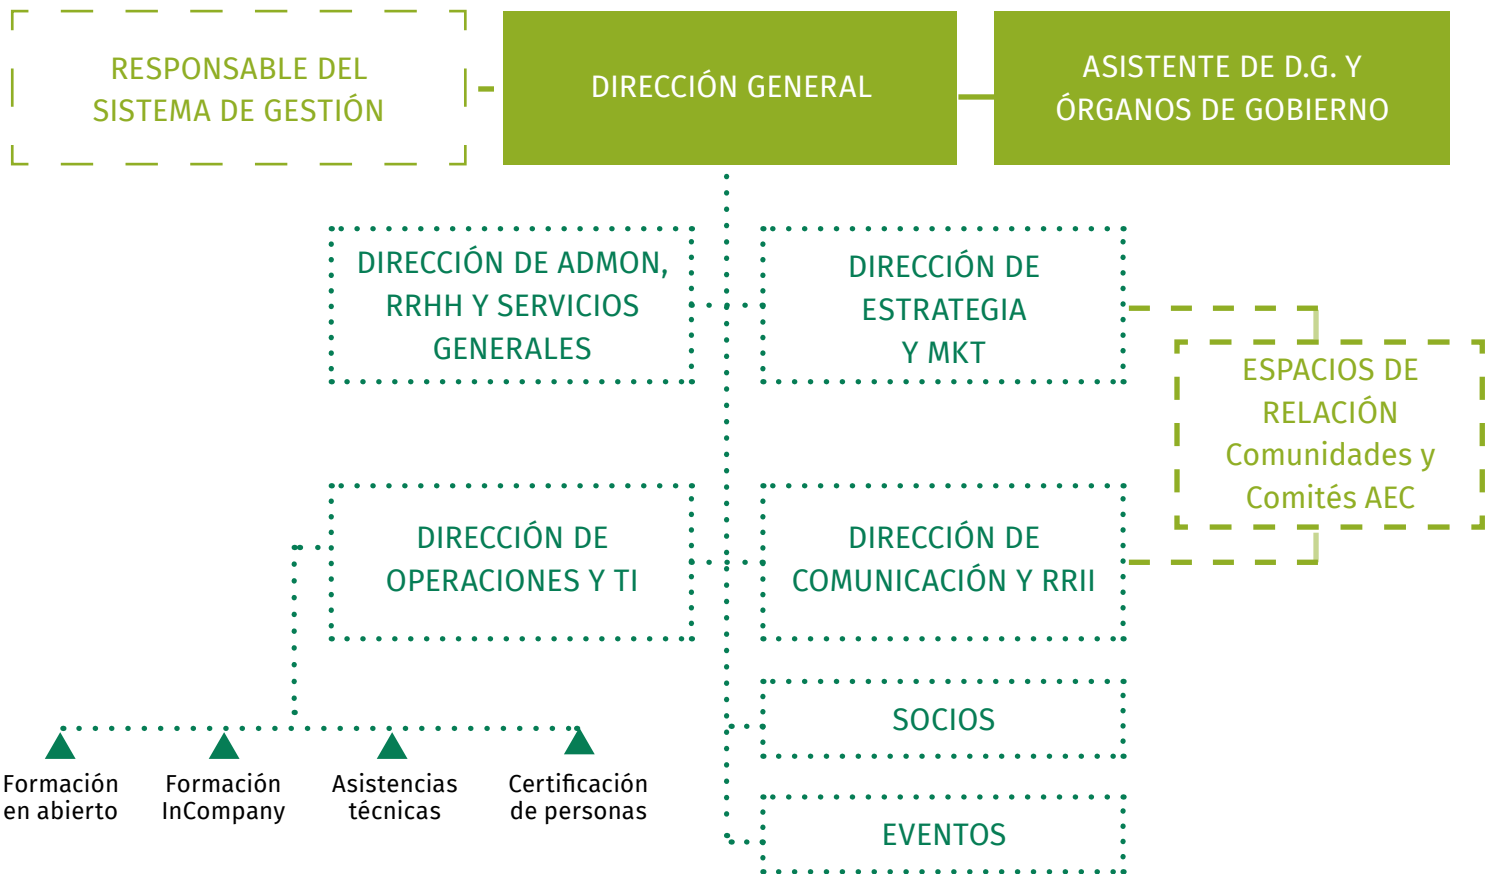 RESPONSABLE DEL
SISTEMA DE GESTIÓN
DIRECCIÓN GENERAL
ASISTENTE DE D.G. Y
ÓRGANOS DE GOBIERNO
DIRECCIÓN DE ADMON,
RRHH Y SERVICIOS
GENERALES
DIRECCIÓN DE
ESTRATEGIA
Y MKT
ESPACIOS DE
RELACIÓN
Comunidades y
Comités AEC
DIRECCIÓN DE
OPERACIONES Y TI
DIRECCIÓN DE
COMUNICACIÓN Y RRII
SOCIOS
EVENTOS
Formación
en abierto
Formación
InCompany
Asistencias
técnicas
Certificación
de personas